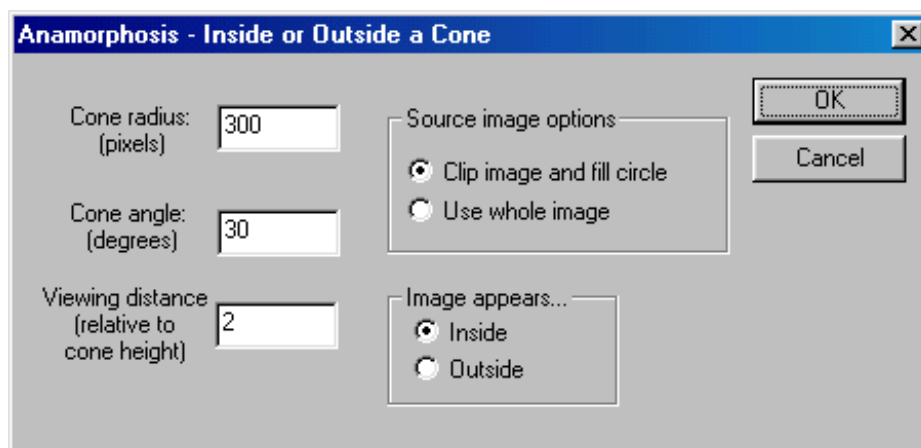 Anamorphosis - Inside or Outside a Cone
Cone radius:
(pixels)
300
Cone angle:
(degrees)
30
Viewing distance
(relative to
cone height)
2
Source image options
Clip image and fill circle
Use whole image
Image appears...
Inside
Outside
OK
Cancel